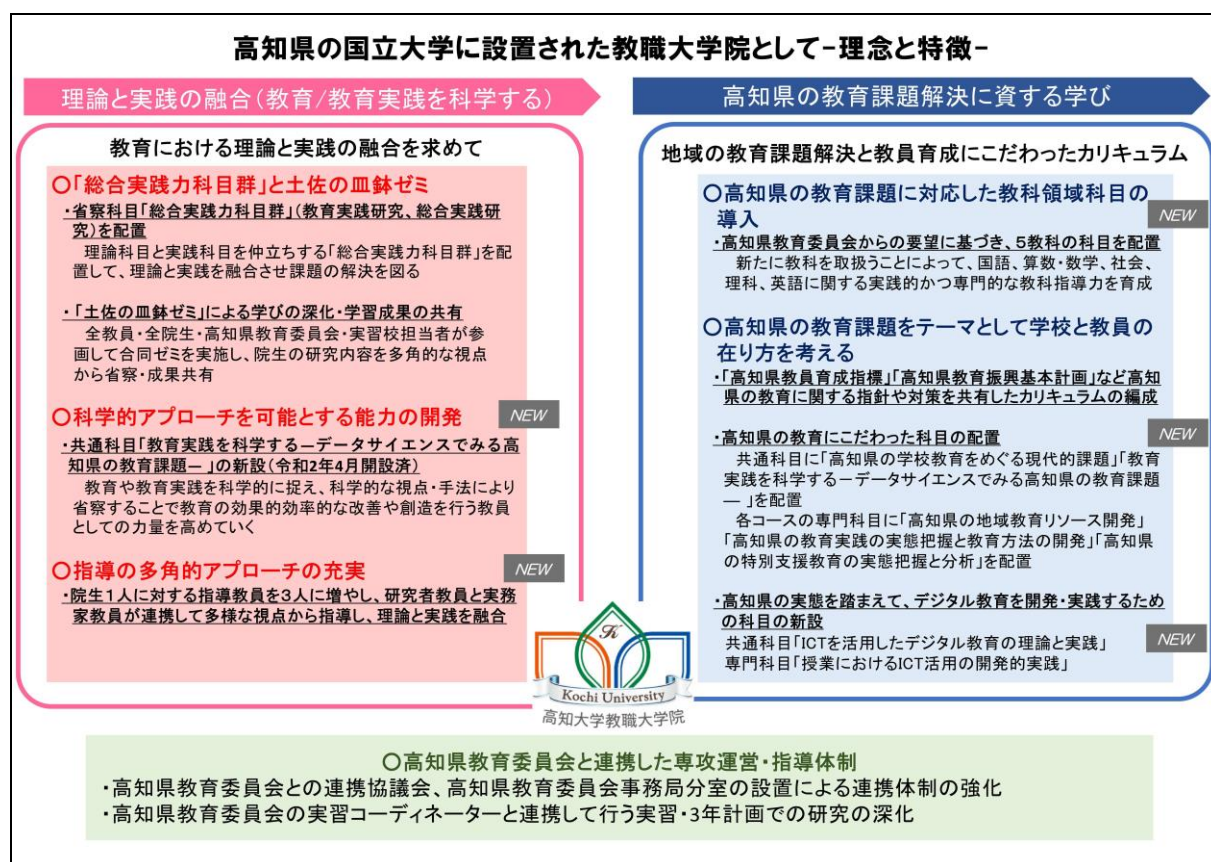 高知県の国立大学に設置された教職大学院として-理念と特徴-
理論と実践の融合(教育/教育実践を科学する)
教育における理論と実践の融合を求めて
○「総合実践力科目群」と土佐の皿鉢ゼミ
・省察科目「総合実践力科目群」(教育実践研究、総合実践研
究)を配置
理論科目と実践科目を仲立ちする「総合実践力科目群」を配
置して、理論と実践を融合させ課題の解決を図る
・「土佐の皿鉢ゼミ」による学びの深化・学習成果の共有
全教員・全院生・高知県教育委員会・実習校担当者が参
画して合同ゼミを実施し、院生の研究内容を多角的な視点
から省察・成果共有
○科学的アプローチを可能とする能力の開発
NEW
・共通科目「教育実践を科学する―データサイエンスでみる高
知県の教育課題― 」の新設(令和2年4月開設済)
教育や教育実践を科学的に捉え、科学的な視点・手法により
省察することで教育の効果的効率的な改善や創造を行う教員
としての力量を高めていく
○指導の多角的アプローチの充実
NEW
・院生1人に対する指導教員を3人に増やし、研究者教員と実務
家教員が連携して多様な視点から指導し、理論と実践を融合
高知県の教育課題解決に資する学び
地域の教育課題解決と教員育成にこだわったカリキュラム
○高知県の教育課題に対応した教科領域科目の
導入
NEW
・高知県教育委員会からの要望に基づき、5教科の科目を配置
新たに教科を取扱うことによって、国語、算数・数学、社会、
理科、英語に関する実践的かつ専門的な教科指導力を育成
○高知県の教育課題をテーマとして学校と教員の
在り方を考える
・「高知県教員育成指標」「高知県教育振興基本計画」など高知
県の教育に関する指針や対策を共有したカリキュラムの編成
・高知県の教育にこだわった科目の配置
NEW
共通科目に「高知県の学校教育をめぐる現代的課題」「教育
実践を科学する―データサイエンスでみる高知県の教育課題
― 」を配置
各コースの専門科目に「高知県の地域教育リソース開発」
「高知県の教育実践の実態把握と教育方法の開発」「高知県
の特別支援教育の実態把握と分析」を配置
・高知県の実態を踏まえて、デジタル教育を開発・実践するため
の科目の新設
NEW
共通科目「ICTを活用したデジタル教育の理論と実践」
専門科目「授業におけるICT活用の開発的実践」
K
Kochi University
高知大学教職大学院
○高知県教育委員会と連携した専攻運営・指導体制
・高知県教育委員会との連携協議会、高知県教育委員会事務局分室の設置による連携体制の強化
・高知県教育委員会の実習コーディネーターと連携して行う実習・3年計画での研究の深化